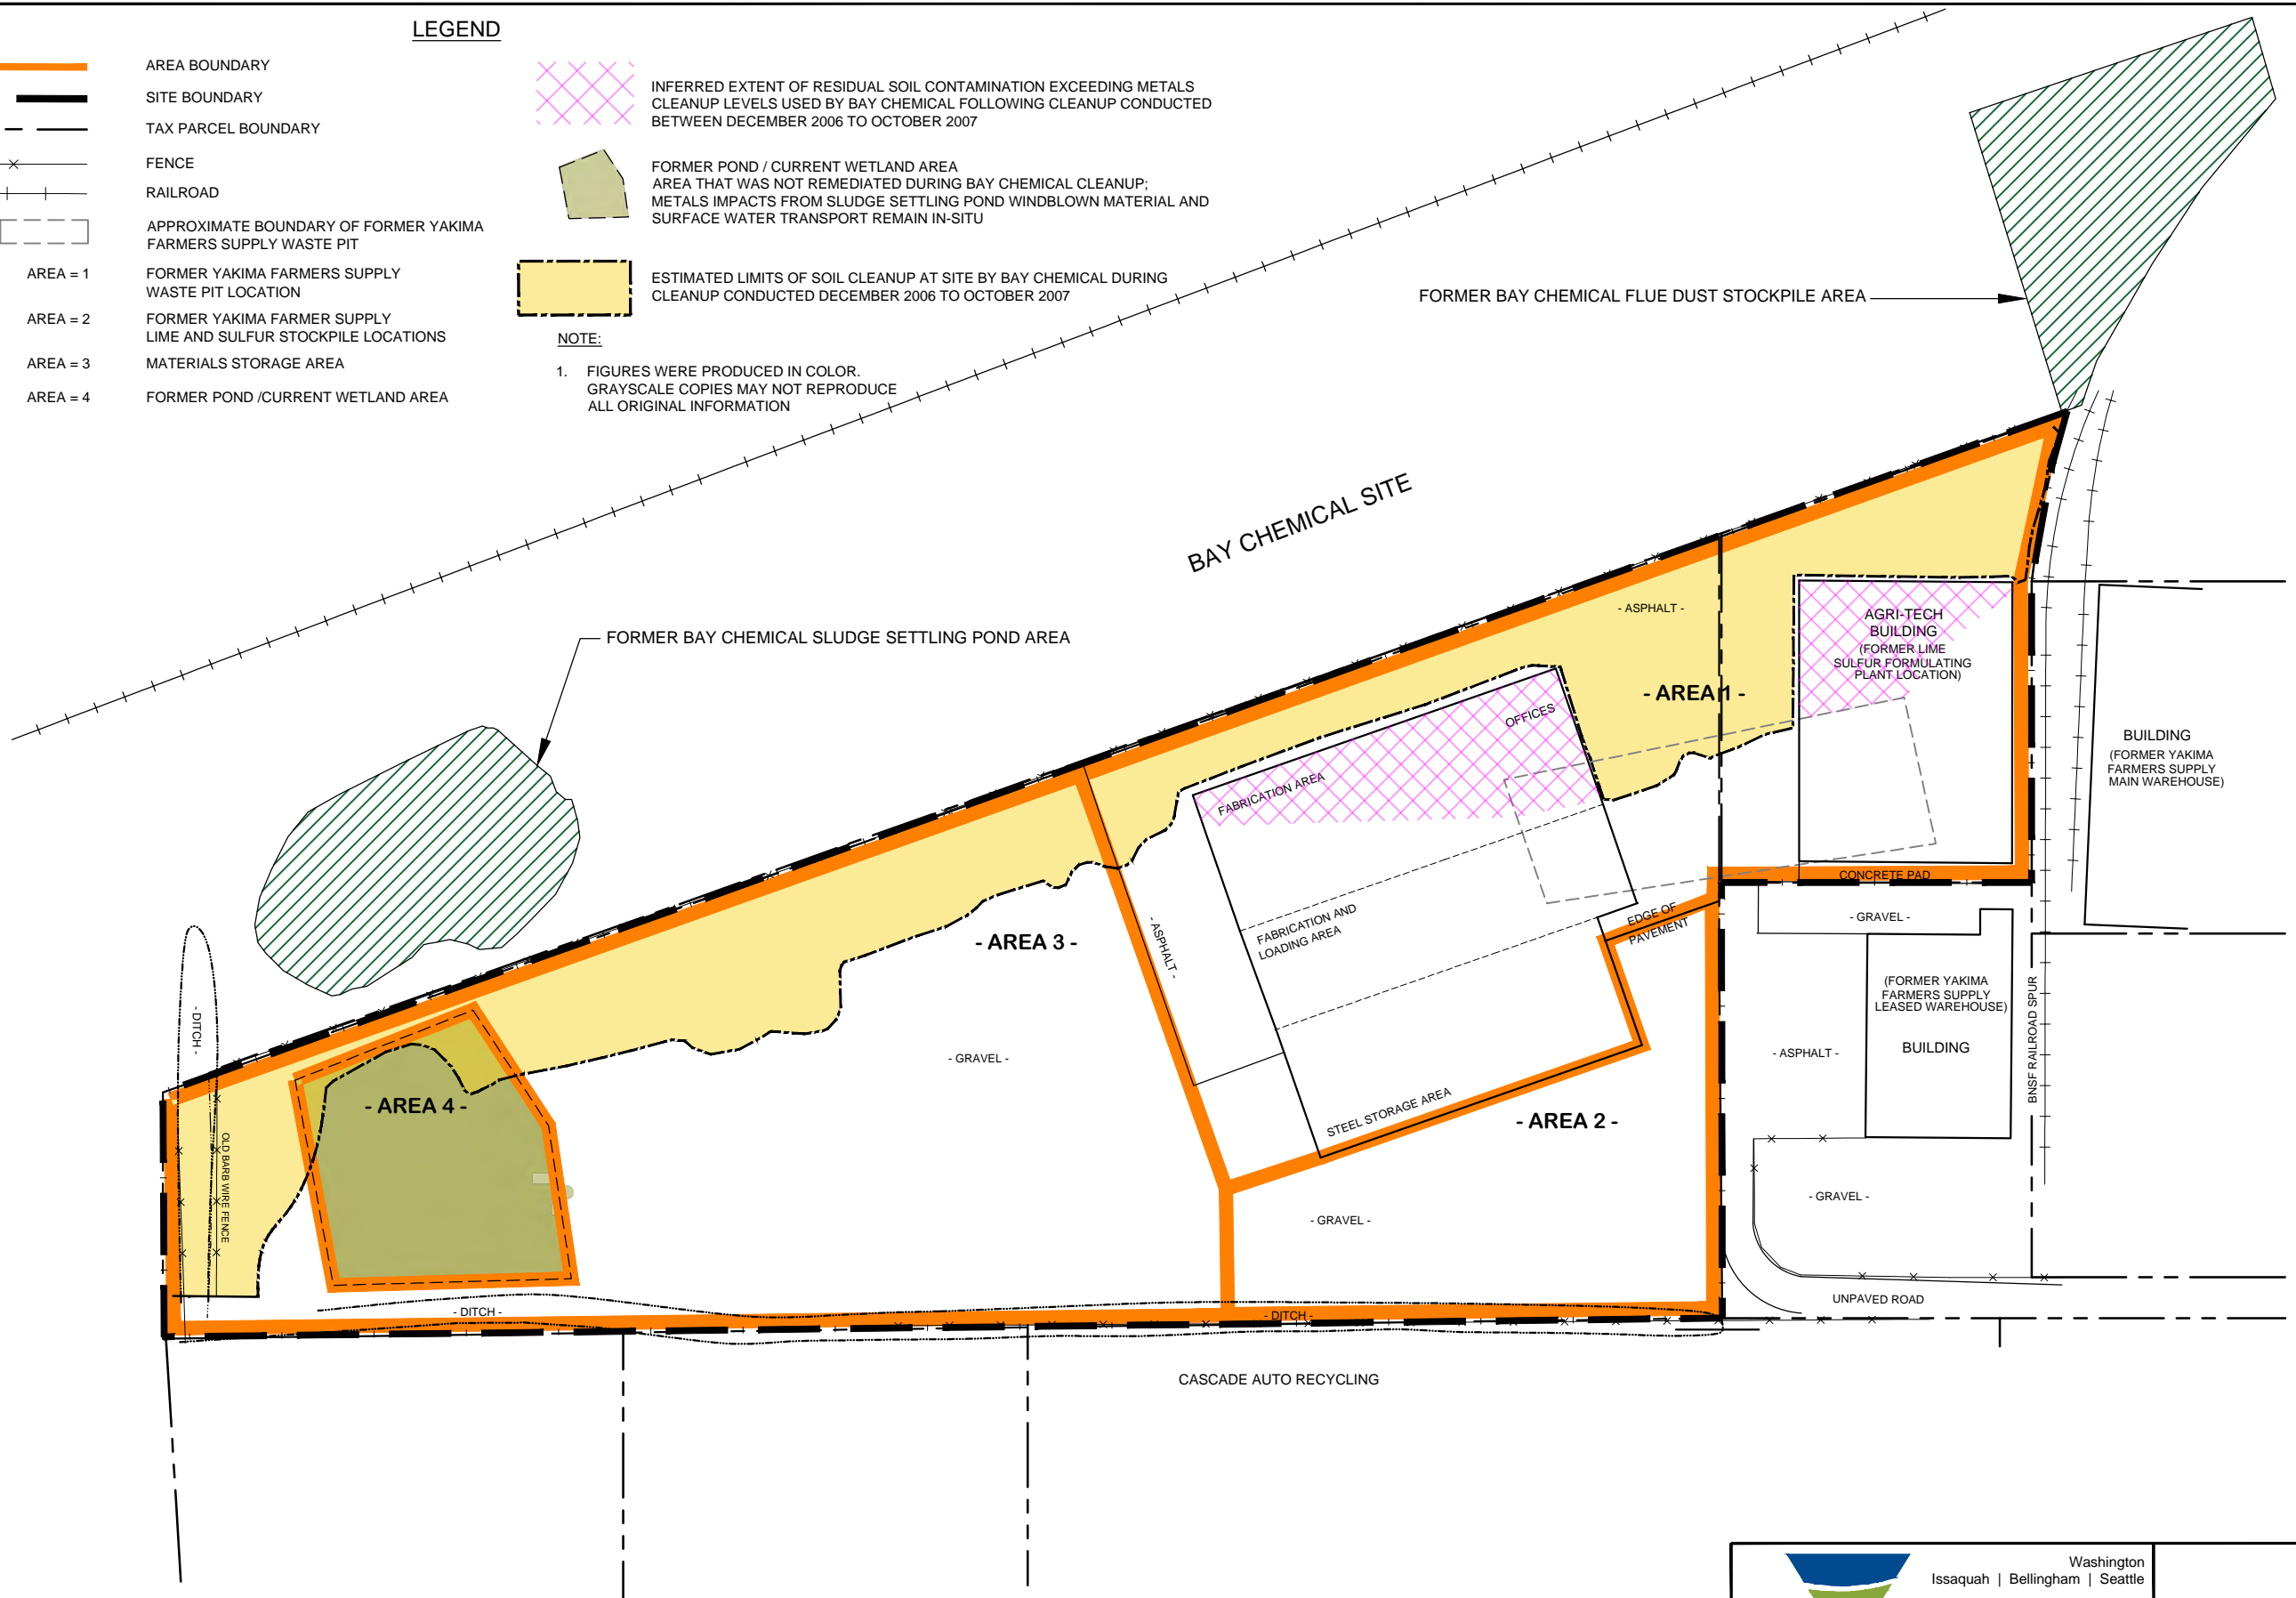 LEGEND
AREA BOUNDARY
SITE BOUNDARY
TAX PARCEL BOUNDARY
FENCE
RAILROAD
APPROXIMATE BOUNDARY OF FORMER YAKIMA
FARMERS SUPPLY WASTE PIT
AREA = 1 FORMER YAKIMA FARMERS SUPPLY
WASTE PIT LOCATION
AREA = 2 FORMER YAKIMA FARMER SUPPLY
LIME AND SULFUR STOCKPILE LOCATIONS
AREA = 3 MATERIALS STORAGE AREA
AREA = 4 FORMER POND /CURRENT WETLAND AREA
INFERRED EXTENT OF RESIDUAL SOIL CONTAMINATION EXCEEDING METALS
CLEANUP LEVELS USED BY BAY CHEMICAL FOLLOWING CLEANUP CONDUCTED
BETWEEN DECEMBER 2006 TO OCTOBER 2007
FORMER POND / CURRENT WETLAND AREA
AREA THAT WAS NOT REMEDIATED DURING BAY CHEMICAL CLEANUP;
METALS IMPACTS FROM SLUDGE SETTLING POND WINDBLOWN MATERIAL AND
SURFACE WATER TRANSPORT REMAIN IN-SITU
ESTIMATED LIMITS OF SOIL CLEANUP AT SITE BY BAY CHEMICAL DURING
CLEANUP CONDUCTED DECEMBER 2006 TO OCTOBER 2007
NOTE:
1. FIGURES WERE PRODUCED IN COLOR.
GRAYSCALE COPIES MAY NOT REPRODUCE
ALL ORIGINAL INFORMATION
FORMER BAY CHEMICAL FLUE DUST STOCKPILE AREA
BAY CHEMICAL SITE
FORMER BAY CHEMICAL SLUDGE SETTLING POND AREA
- ASPHALT -
AGRI-TECH
BUILDING
(FORMER LIME
SULFUR FORMULATING
PLANT LOCATION)
- AREA 1 -
OFFICES
FABRICATION AREA
BUILDING
(FORMER YAKIMA
FARMERS SUPPLY
MAIN WAREHOUSE)
CONCRETE PAD
- GRAVEL -
EDGE OF
PAVEMENT
FABRICATION AND
LOADING AREA
- ASPHALT -
- AREA 3 -
- GRAVEL -
(FORMER YAKIMA
FARMERS SUPPLY
LEASED WAREHOUSE)
BUILDING
- ASPHALT -
BNSF RAILROAD SPUR
- DITCH -
OLD BARB WIRE FENCE
- AREA 4 -
STEEL STORAGE AREA
- AREA 2 -
- GRAVEL -
- GRAVEL -
UNPAVED ROAD
- DITCH -
- DITCH -
CASCADE AUTO RECYCLING
Washington
Issaquah | Bellingham | Seattle